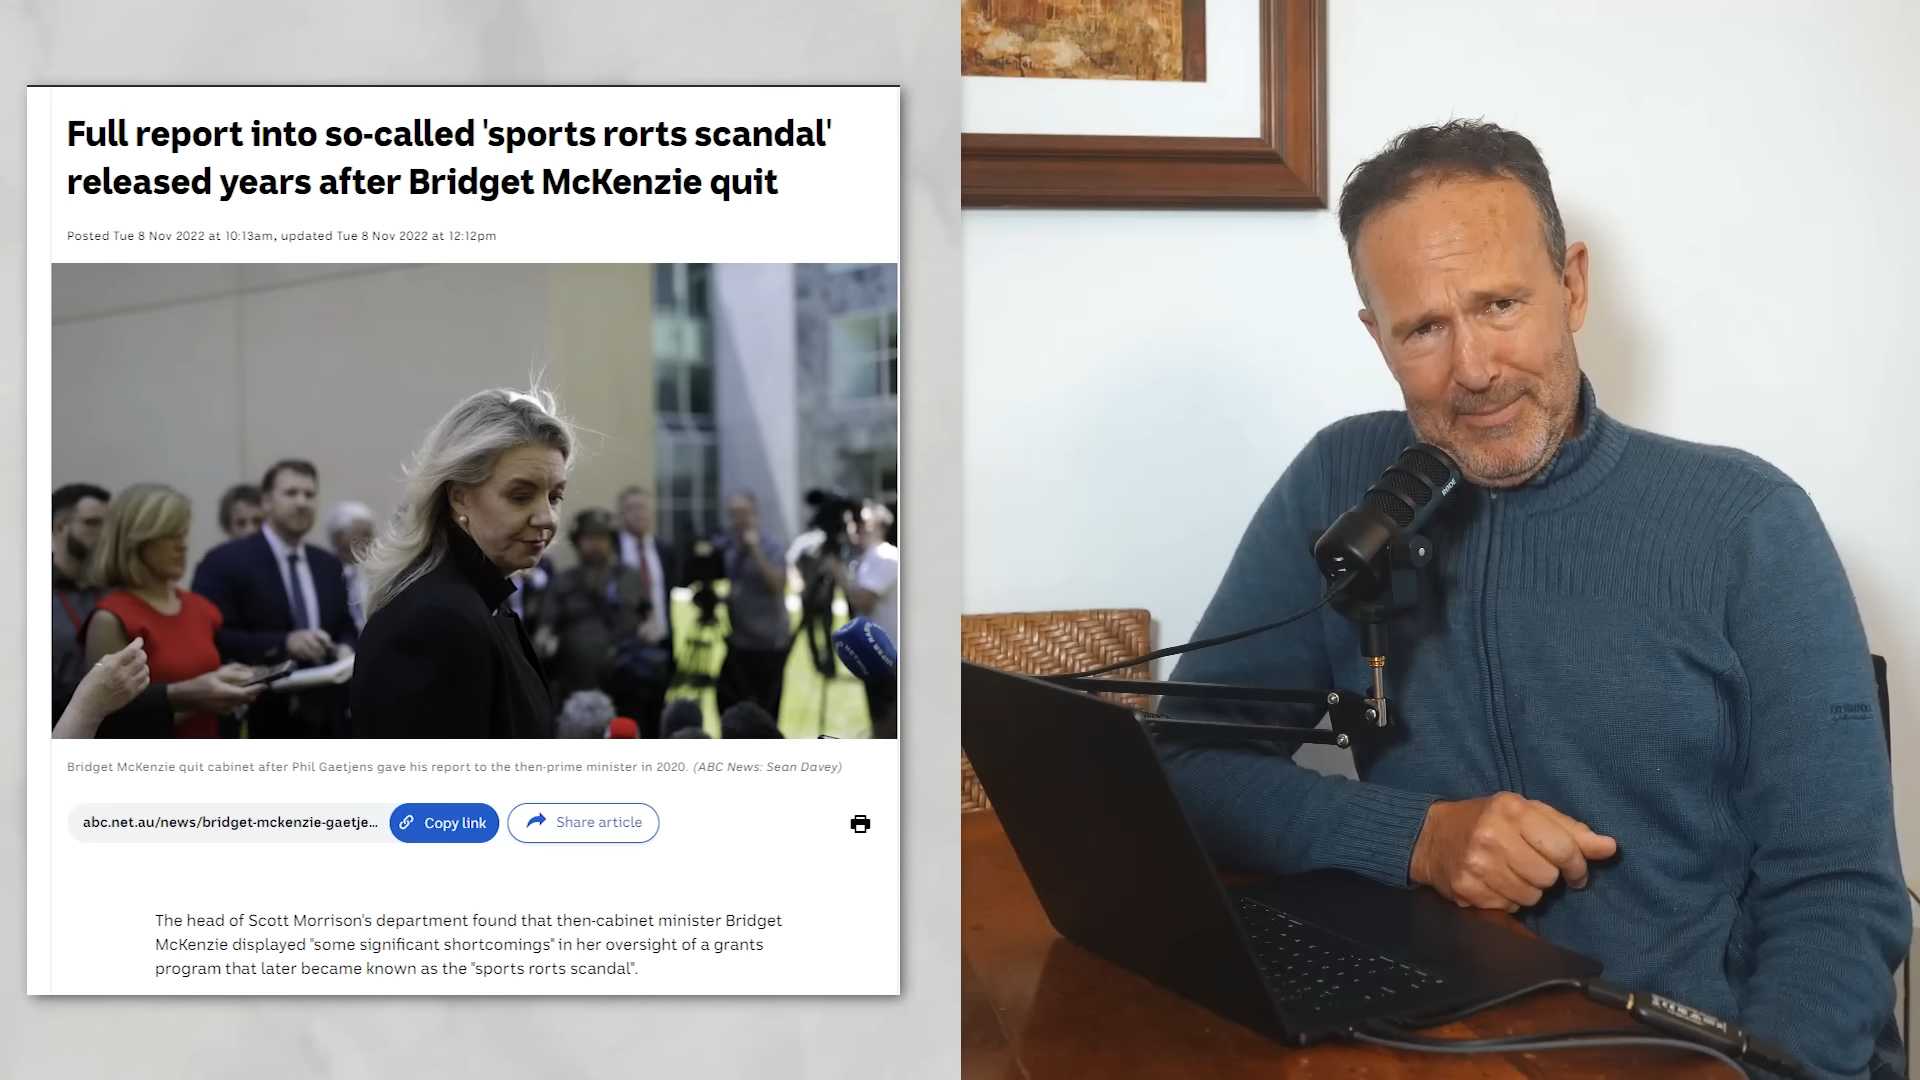 Full report into so-called 'sports rorts scandal'
released years after Bridget McKenzie quit
Posted Tue 8 Nov 2022 at 10:13am, updated Tue 8 Nov 2022 at 12:12pm
Bridget McKenzie quit cabinet after Phil Gaetjens gave his report to the then-prime minister in 2020. (ABC News: Sean Davey)
abc.net.au/news/bridget-mckenzie-gaetje...
Copy link
Share article
The head of Scott Morrison's department found that then-cabinet minister Bridget
McKenzie displayed "some significant shortcomings" in her oversight of a grants
program that later became known as the "sports rorts scandal".
RODE